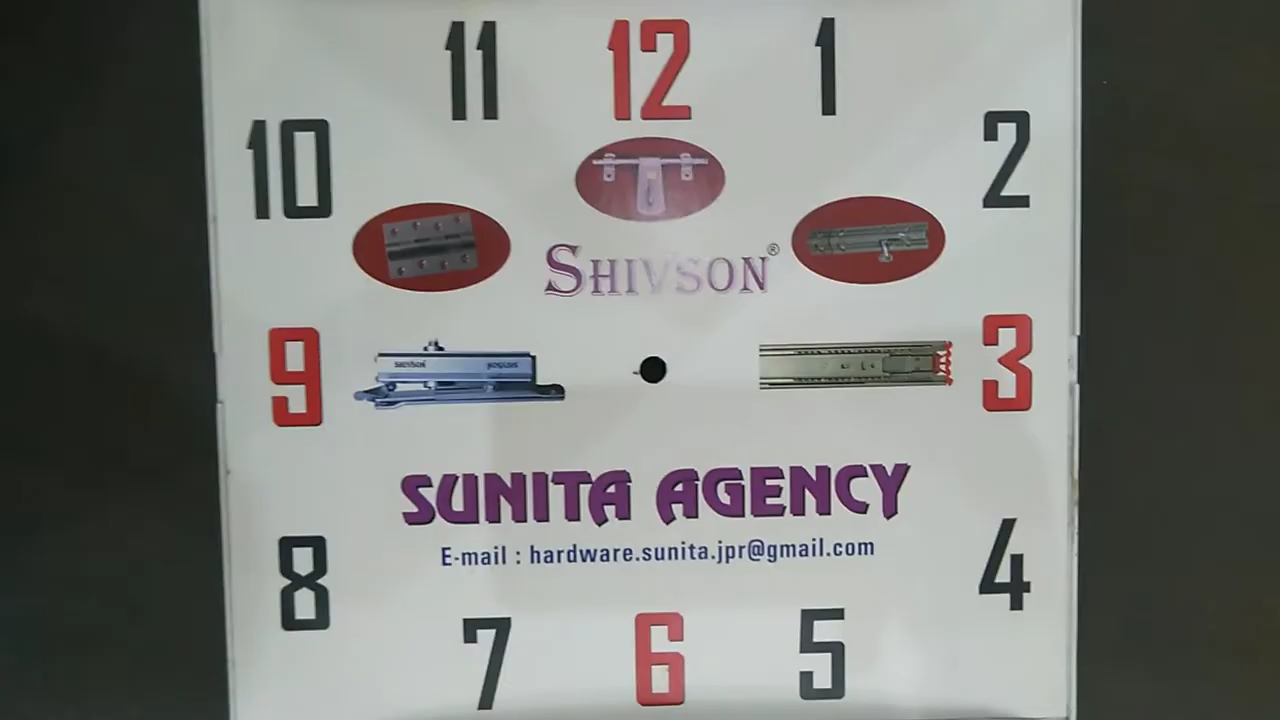 11 12 1
10 2
SHIVSON®
9 3
SUNITA AGENCY
E-mail : hardware.sunita.jpr@gmail.com
8 4
7 6 5